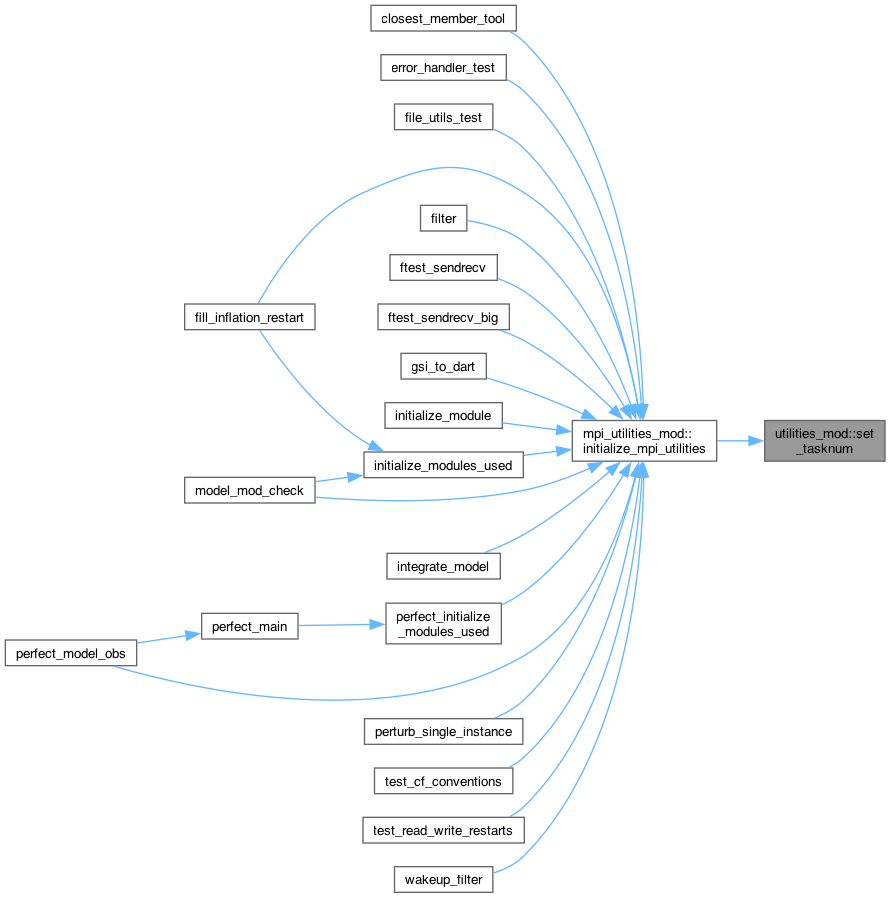 closest_member_tool
error_handler_test
file_utils_test
filter
ftest_sendrecv
fill_inflation_restart
ftest_sendrecv_big
gsi_to_dart
initialize_module
mpi_utilities_mod::
initialize_mpi_utilities
utilities_mod::set
_tasknum
initialize_modules_used
model_mod_check
integrate_model
perfect_initialize
_modules_used
perfect_main
perfect_model_obs
perturb_single_instance
test_cf_conventions
test_read_write_restarts
wakeup_filter